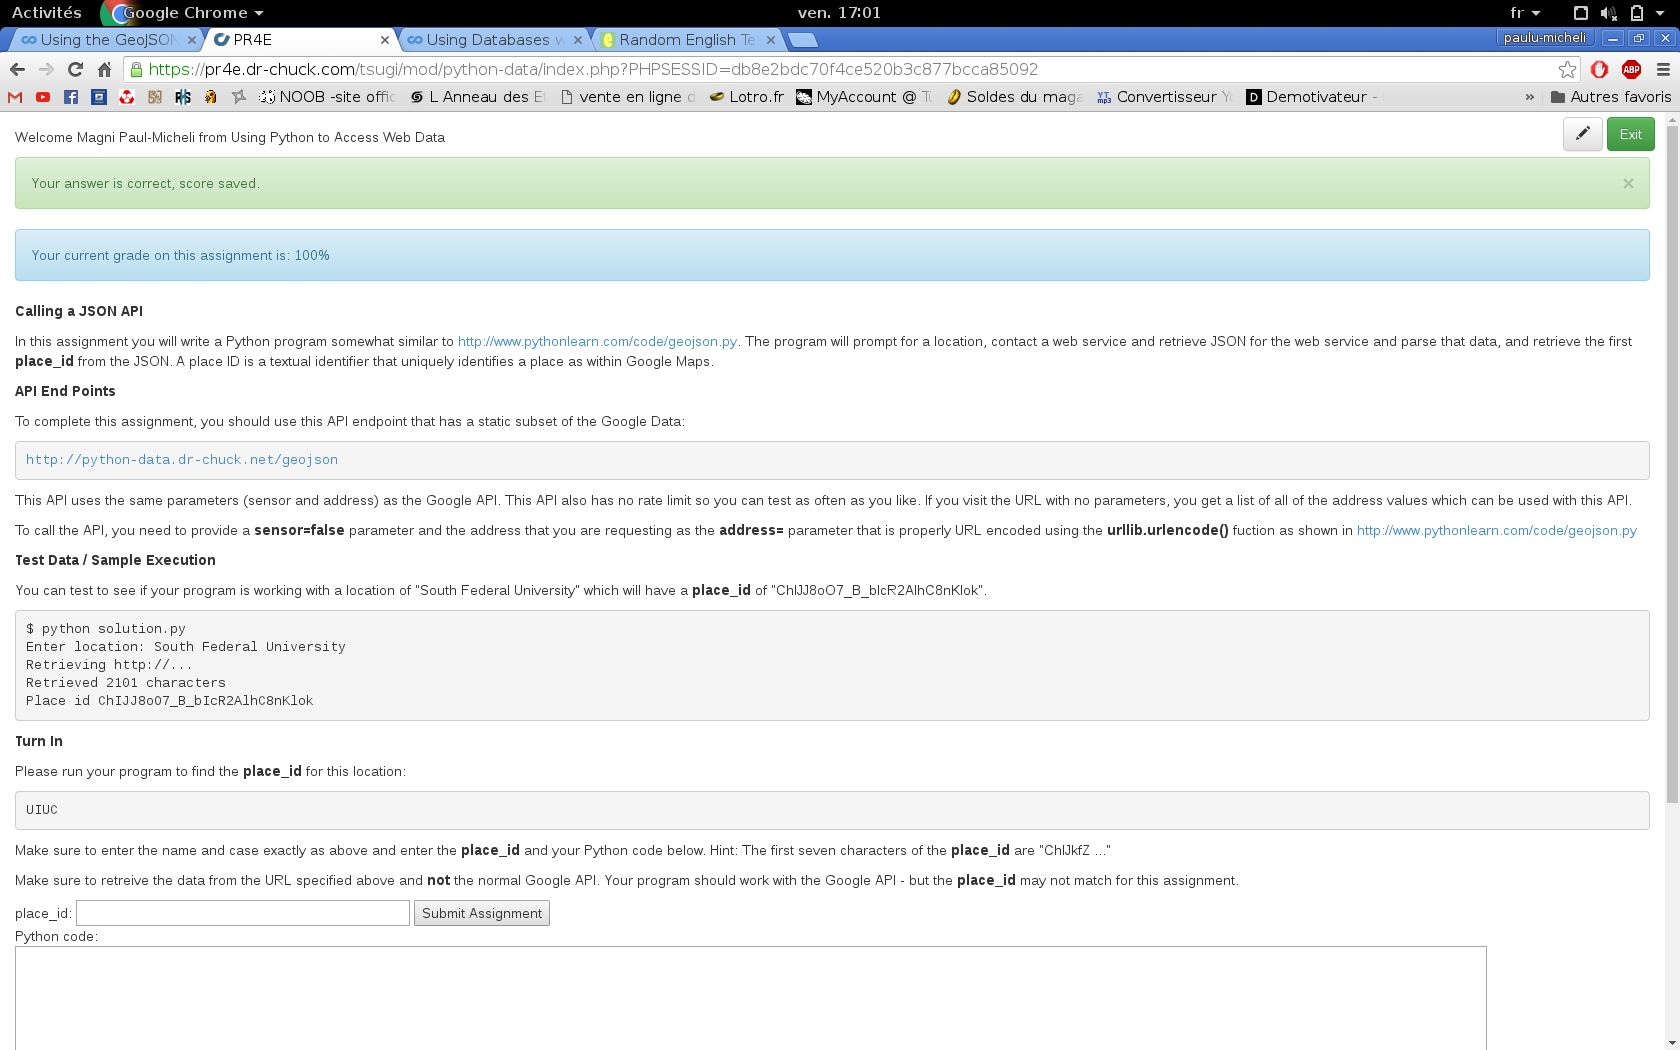 Activités Google Chrome ven. 17:01 fr
Using the GeoJSON PR4E Using Databases w Random English Te paulu-micheli
https://pr4e.dr-chuck.com/tsugi/mod/python-data/index.php?PHPSESSID=db8e2bdc70f4ce520b3c877bcca85092 ABP
NOOB -site offic L Anneau des E vente en ligne d Lotro.fr MyAccount @ Tu Soldes du maga Convertisseur Yo Demotivateur - » Autres favoris
Welcome Magni Paul-Micheli from Using Python to Access Web Data Exit
Your answer is correct, score saved. ×
Your current grade on this assignment is: 100%
Calling a JSON API
In this assignment you will write a Python program somewhat similar to http://www.pythonlearn.com/code/geojson.py. The program will prompt for a location, contact a web service and retrieve JSON for the web service and parse that data, and retrieve the first
place_id from the JSON. A place ID is a textual identifier that uniquely identifies a place as within Google Maps.
API End Points
To complete this assignment, you should use this API endpoint that has a static subset of the Google Data:
http://python-data.dr-chuck.net/geojson
This API uses the same parameters (sensor and address) as the Google API. This API also has no rate limit so you can test as often as you like. If you visit the URL with no parameters, you get a list of all of the address values which can be used with this API.
To call the API, you need to provide a sensor=false parameter and the address that you are requesting as the address= parameter that is properly URL encoded using the urllib.urlencode() fuction as shown in http://www.pythonlearn.com/code/geojson.py
Test Data / Sample Execution
You can test to see if your program is working with a location of "South Federal University" which will have a place_id of "ChIJJ8oO7_B_bIcR2AlhC8nKlok".
$ python solution.py
Enter location: South Federal University
Retrieving http://...
Retrieved 2101 characters
Place id ChIJJ8oO7_B_bIcR2AlhC8nKlok
Turn In
Please run your program to find the place_id for this location:
UIUC
Make sure to enter the name and case exactly as above and enter the place_id and your Python code below. Hint: The first seven characters of the place_id are "ChIJkfZ ..."
Make sure to retreive the data from the URL specified above and not the normal Google API. Your program should work with the Google API - but the place_id may not match for this assignment.
place_id: Submit Assignment
Python code: